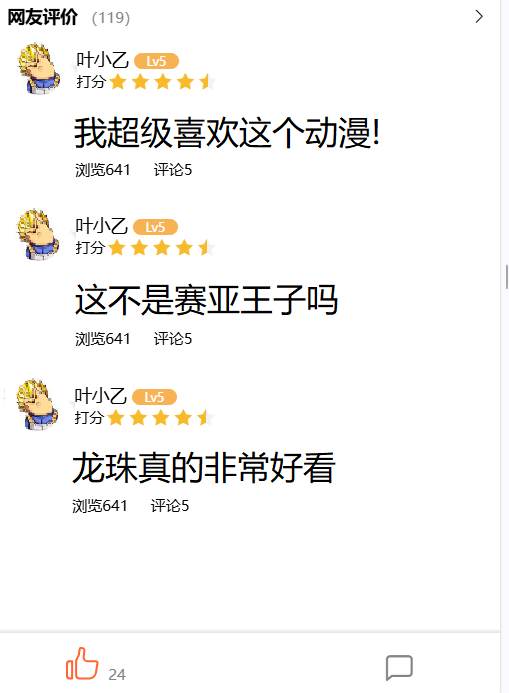 网友评价 （119）
叶小乙 Lv5
打分
我超级喜欢这个动漫!
浏览641 评论5
叶小乙 Lv5
打分
这不是赛亚王子吗
浏览641 评论5
叶小乙 Lv5
打分
龙珠真的非常好看
浏览641 评论5
24